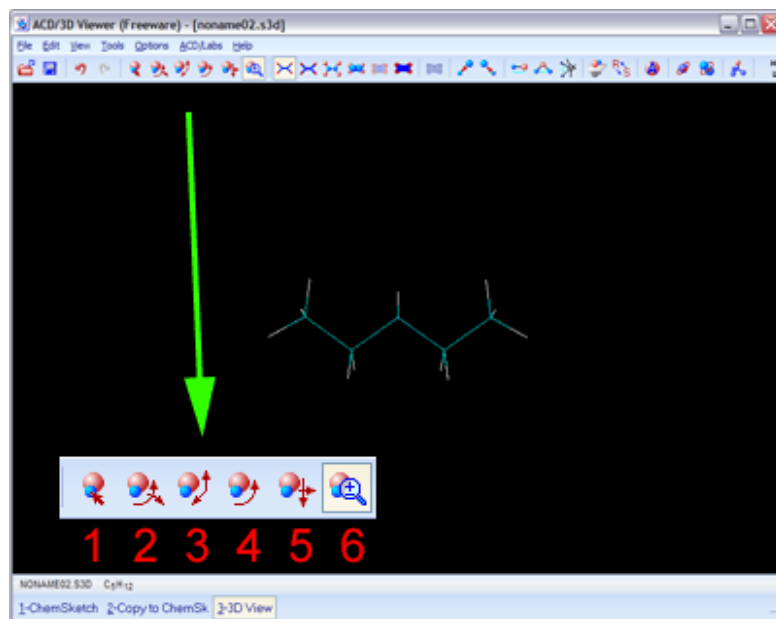 ACD/3D Viewer (Freeware) - [noname02.s3d]
File Edit View Tools Options ACD/Labs Help
1 2 3 4 5 6
NONAME02.S3D C5H12
1-ChemSketch 2-Copy to ChemSk 3-3D View